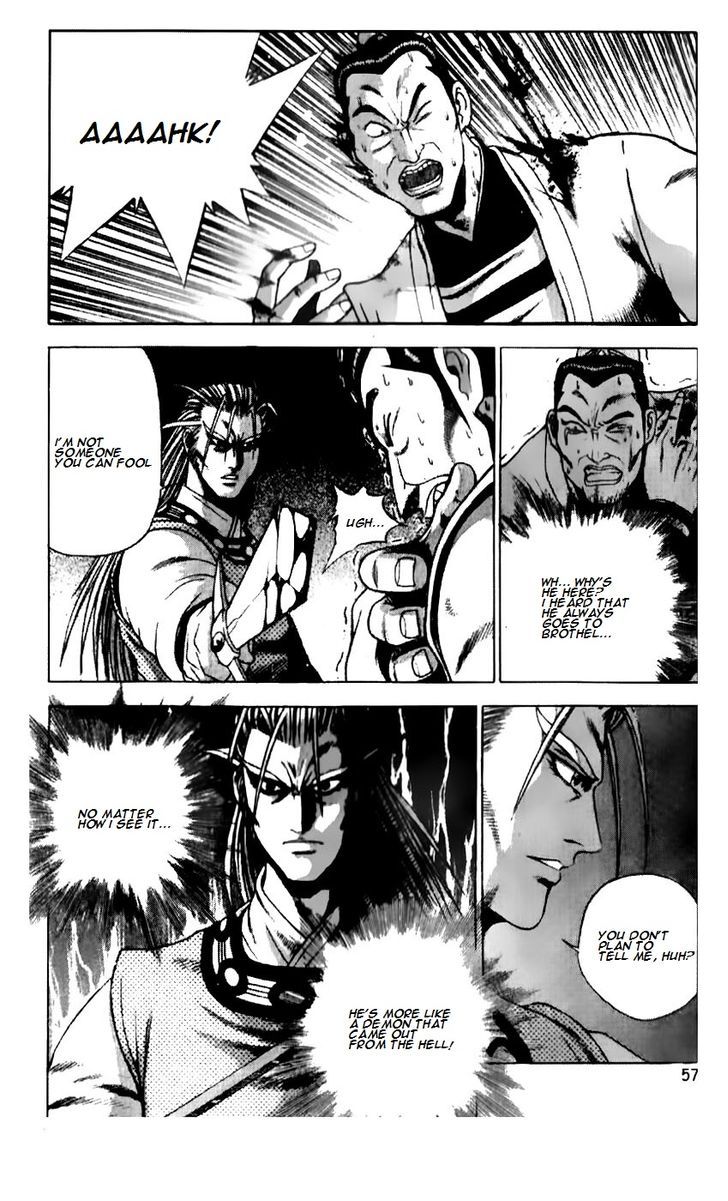 AAAAHK!
WH... WHY'S
HE HERE?
I HEARD THAT
HE ALWAYS
GOES TO
BROTHEL...
UGH...
I'M NOT
SOMEONE
YOU CAN FOOL
YOU DON'T
PLAN TO
TELL ME, HUH?
NO MATTER
HOW I SEE IT...
HE'S MORE LIKE
A DEMON THAT
CAME OUT
FROM THE HELL!
57